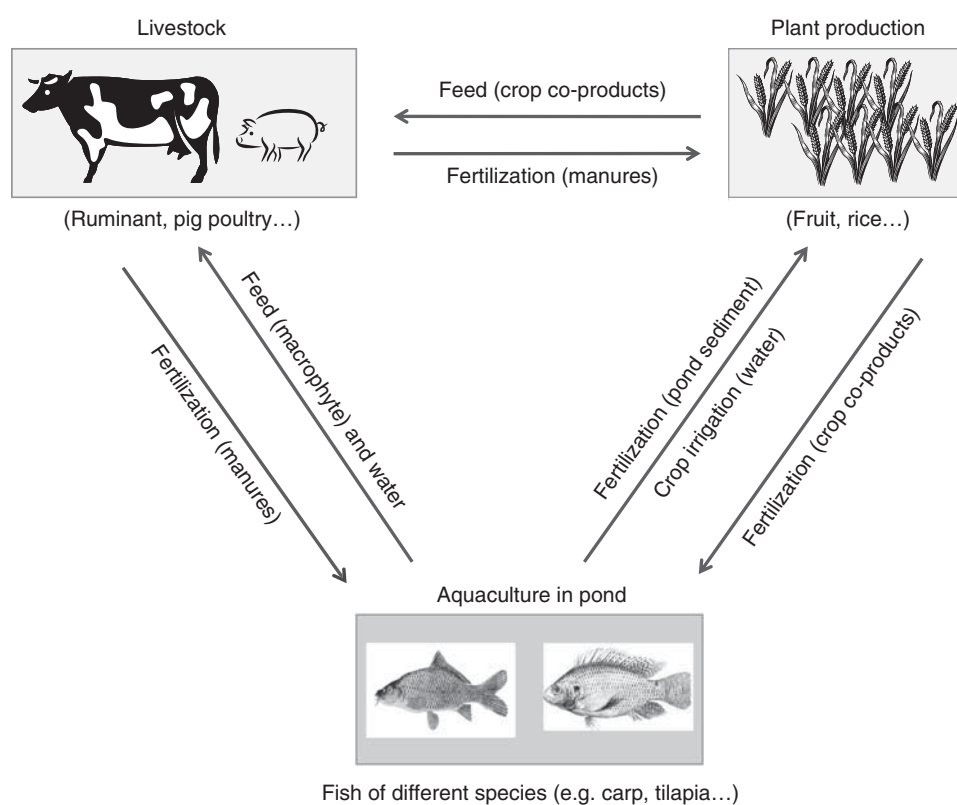 Livestock
Plant production
Feed (crop co-products)
Fertilization (manures)
(Ruminant, pig poultry…)
(Fruit, rice…)
Fertilization (manures)
Feed (macrophyte) and water
Fertilization (pond sediment)
Crop irrigation (water)
Fertilization (crop co-products)
Aquaculture in pond
Fish of different species (e.g. carp, tilapia…)